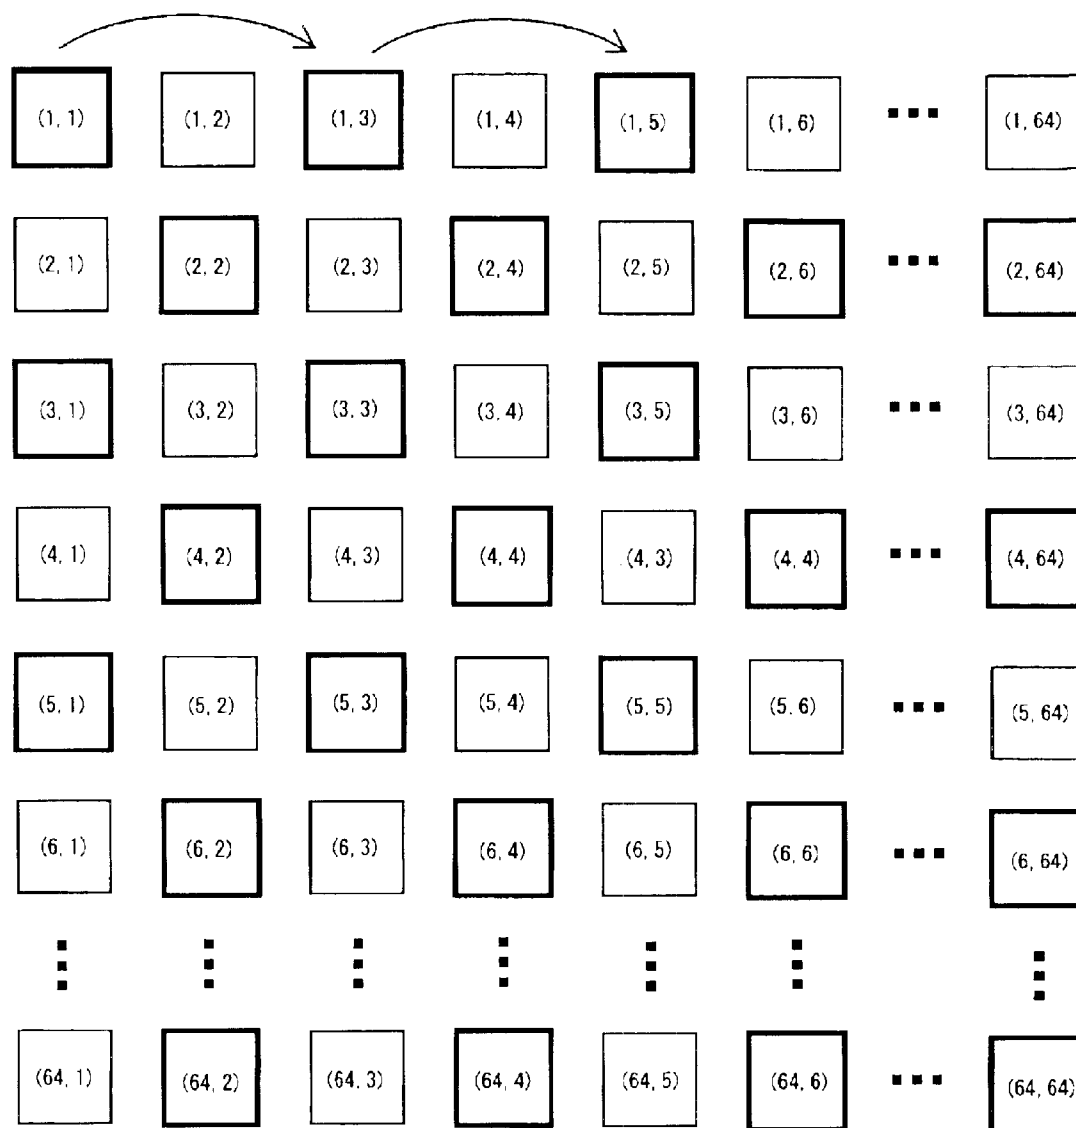 (1, 1) (1, 2) (1, 3) (1, 4) (1, 5) (1, 6) ▪▪▪ (1, 64)
(2, 1) (2, 2) (2, 3) (2, 4) (2, 5) (2, 6) ▪▪▪ (2, 64)
(3, 1) (3, 2) (3, 3) (3, 4) (3, 5) (3, 6) ▪▪▪ (3, 64)
(4, 1) (4, 2) (4, 3) (4, 4) (4, 3) (4, 4) ▪▪▪ (4, 64)
(5, 1) (5, 2) (5, 3) (5, 4) (5, 5) (5. 6) ▪▪▪ (5, 64)
(6, 1) (6, 2) (6, 3) (6, 4) (6, 5) (6, 6) ▪▪▪ (6, 64)
(64, 1) (64, 2) (64, 3) (64, 4) (64, 5) (64, 6) ▪▪▪ (64, 64)